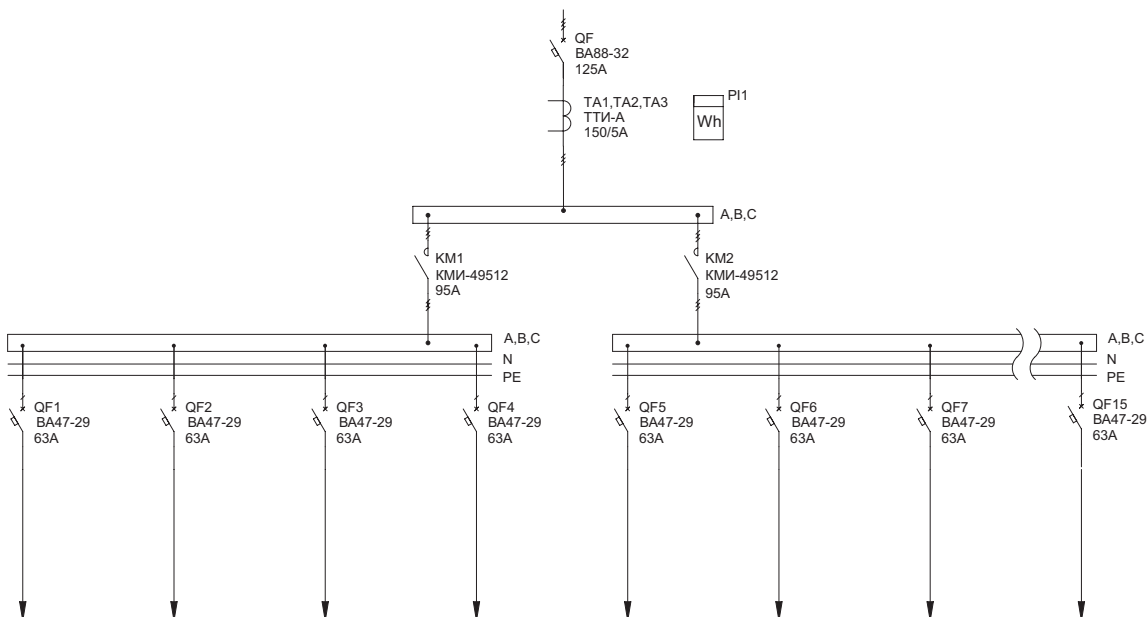 QF
ВА88-32
125А
ТА1,ТА2,ТА3
ТТИ-А
150/5А
PI1
Wh
А,В,С
КМ1
КМИ-49512
95А
КМ2
КМИ-49512
95А
А,В,С
N
PE
А,В,С
N
PE
QF1
ВА47-29
63А
QF2
ВА47-29
63А
QF3
ВА47-29
63А
QF4
ВА47-29
63А
QF5
ВА47-29
63А
QF6
ВА47-29
63А
QF7
ВА47-29
63А
QF15
ВА47-29
63А